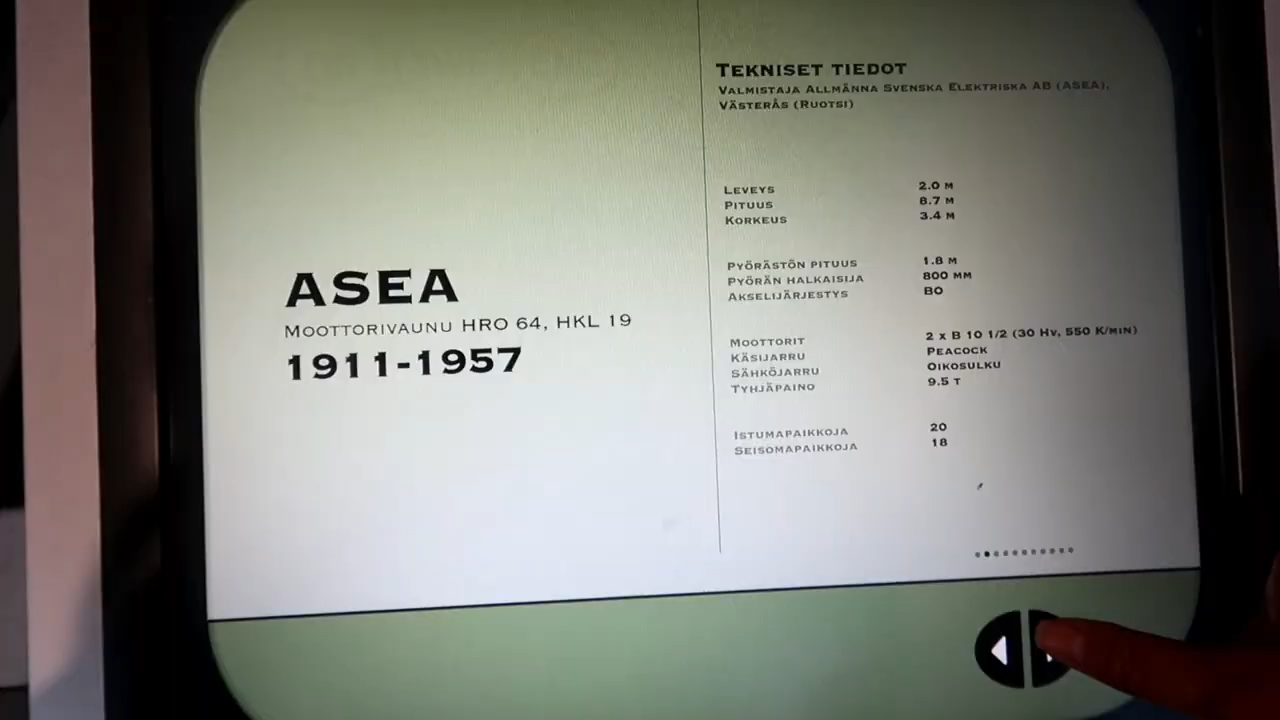 ASEA
MOOTTORIVAUNU HRO 64, HKL 19
1911-1957
TEKNISET TIEDOT
VALMISTAJA ALLMÄNNA SVENSKA ELEKTRISKA AB (ASEA),
VÄSTERÅS (RUOTSI)
LEVEYS 2.0 M
PITUUS 8.7 M
KORKEUS 3.4 M
PYÖRÄSTÖN PITUUS 1.8 M
PYÖRÄN HALKAISIJA 800 MM
AKSELIJÄRJESTYS BO
MOOTTORIT 2 X B 10 1/2 (30 HV, 550 K/MIN)
KÄSIJARRU PEACOCK
SÄHKÖJARRU OIKOSULKU
TYHJÄPAINO 9.5 T
ISTUMAPAIKKOJA 20
SEISOMAPAIKKOJA 18